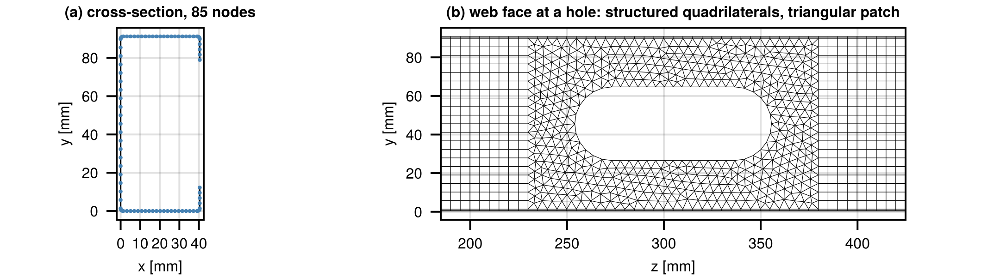 (a) cross-section, 85 nodes
80
60
40
20
0
y [mm]
0 10 20 30 40
x [mm]
(b) web face at a hole: structured quadrilaterals, triangular patch
80
60
40
20
0
y [mm]
200 250 300 350 400
z [mm]